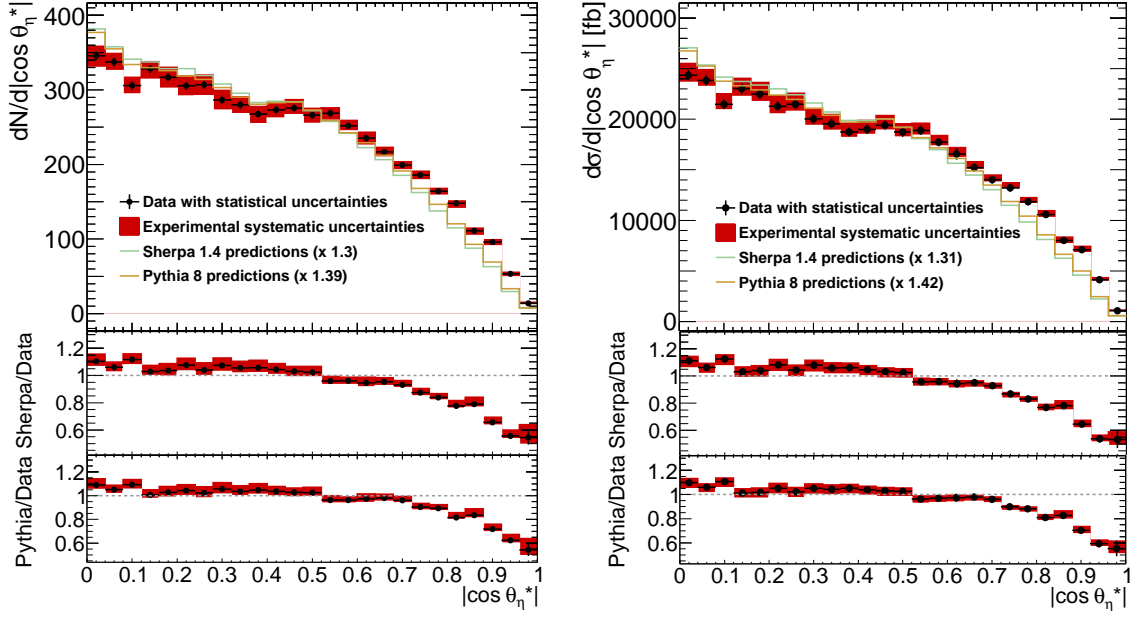 dN/d|cos θη*|
400
300
200
100
0
Data with statistical uncertainties
Experimental systematic uncertainties
Sherpa 1.4 predictions (x 1.3)
Pythia 8 predictions (x 1.39)
Sherpa/Data
1.2
1
0.8
0.6
Pythia/Data
1.2
1
0.8
0.6
0 0.1 0.2 0.3 0.4 0.5 0.6 0.7 0.8 0.9 1
|cos θη*|
dσ/d|cos θη*| [fb]
30000
20000
10000
0
Data with statistical uncertainties
Experimental systematic uncertainties
Sherpa 1.4 predictions (x 1.31)
Pythia 8 predictions (x 1.42)
Sherpa/Data
1.2
1
0.8
0.6
Pythia/Data
1.2
1
0.8
0.6
0 0.1 0.2 0.3 0.4 0.5 0.6 0.7 0.8 0.9 1
|cos θη*|